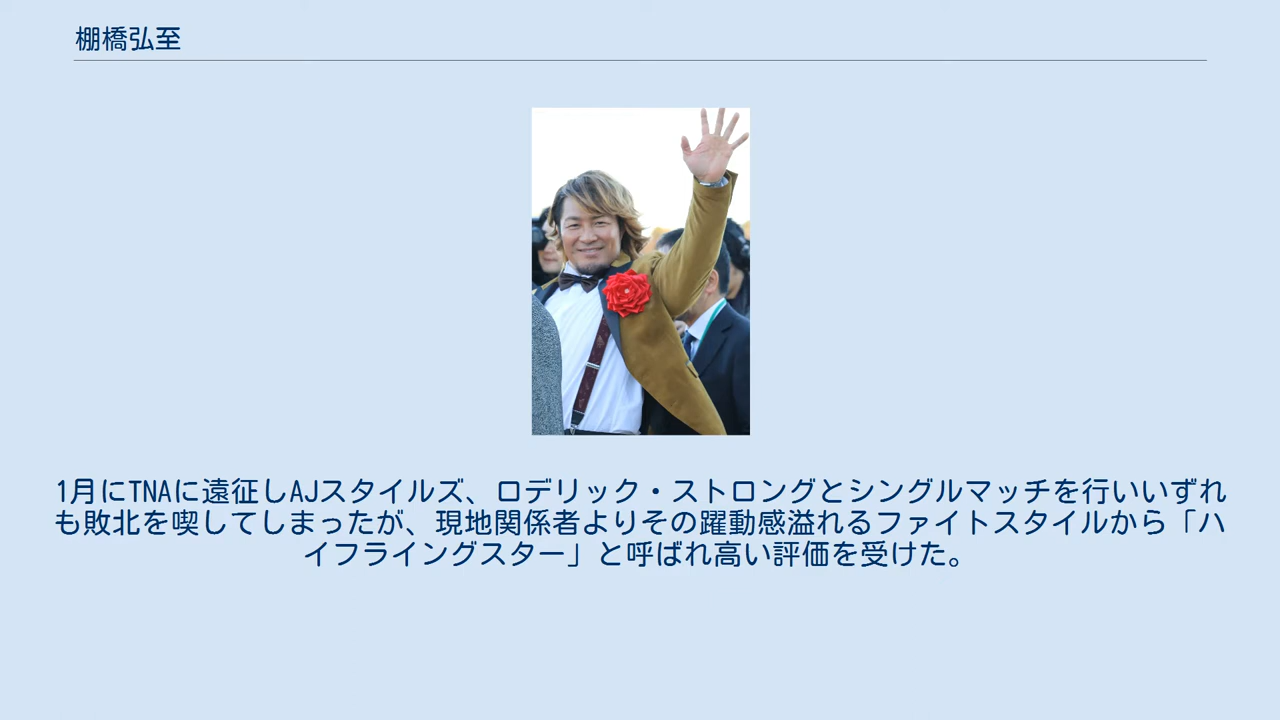 棚橋弘至
1月にTNAに遠征しAJスタイルズ、ロデリック・ストロングとシングルマッチを行いいずれ
も敗北を喫してしまったが、現地関係者よりその躍動感溢れるファイトスタイルから「ハ
イフライングスター」と呼ばれ高い評価を受けた。